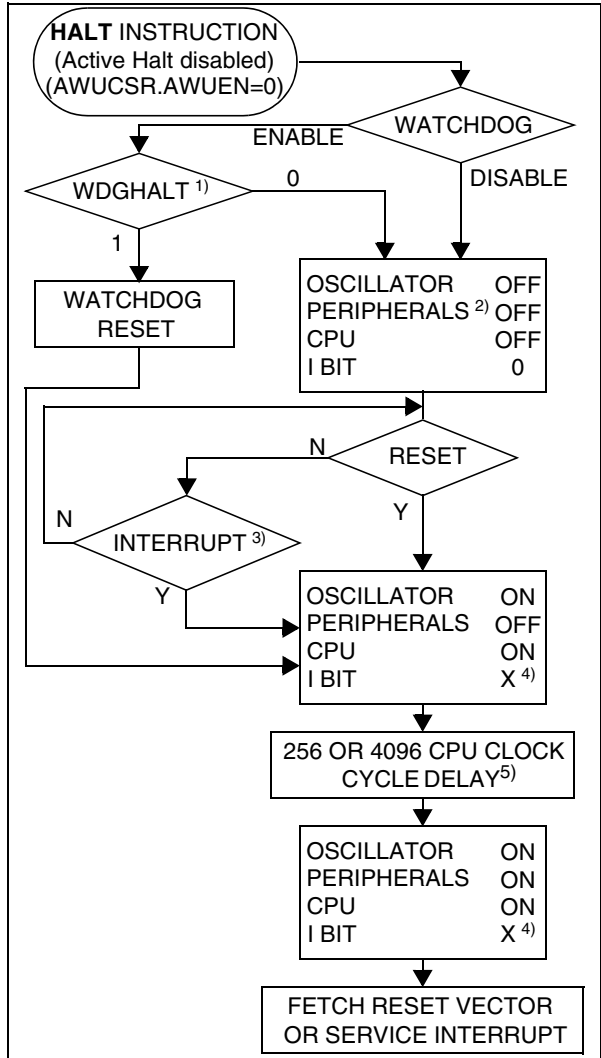 HALT INSTRUCTION
(Active Halt disabled)
(AWUCSR.AWUEN=0)
WATCHDOG
ENABLE
DISABLE
WDGHALT 1)
0
1
WATCHDOG
RESET
OSCILLATOR OFF
PERIPHERALS 2) OFF
CPU OFF
I BIT 0
RESET
N
Y
INTERRUPT 3)
N
Y
OSCILLATOR ON
PERIPHERALS OFF
CPU ON
I BIT X 4)
256 OR 4096 CPU CLOCK
CYCLE DELAY5)
OSCILLATOR ON
PERIPHERALS ON
CPU ON
I BIT X 4)
FETCH RESET VECTOR
OR SERVICE INTERRUPT